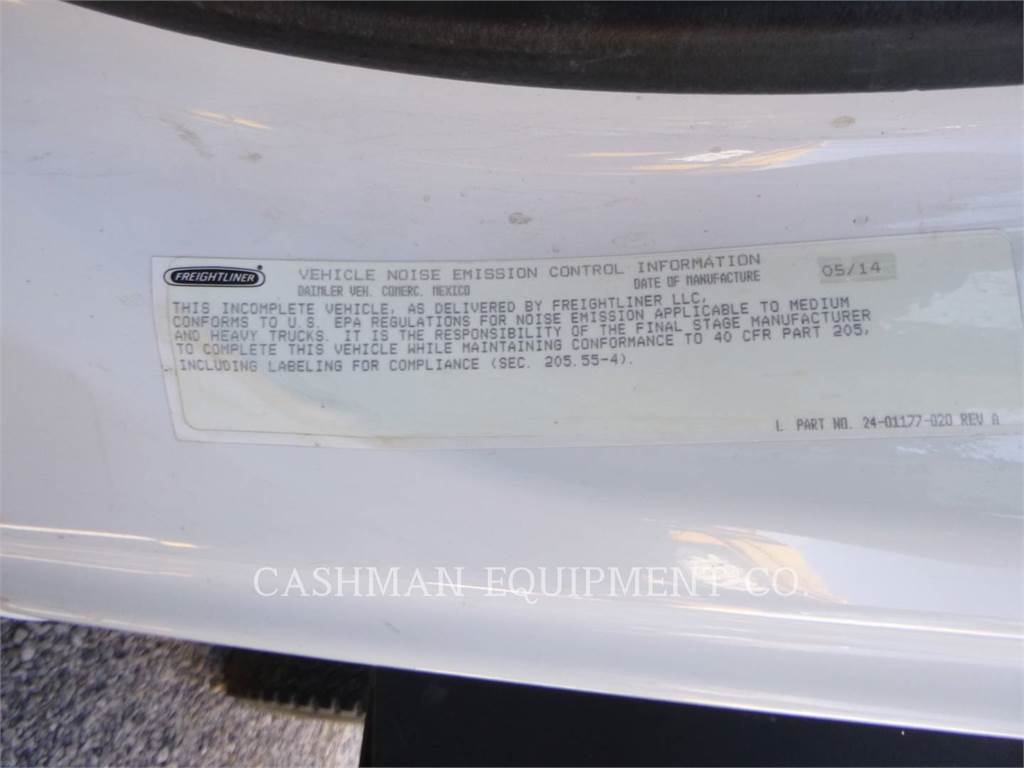 FREIGHTLINER
VEHICLE NOISE EMISSION CONTROL INFORMATION
DAIMLER VEH. COMERC. MEXICO DATE OF MANUFACTURE 05/14
THIS INCOMPLETE VEHICLE, AS DELIVERED BY FREIGHTLINER LLC,
CONFORMS TO U.S. EPA REGULATIONS FOR NOISE EMISSION APPLICABLE TO MEDIUM
AND HEAVY TRUCKS. IT IS THE RESPONSIBILITY OF THE FINAL STAGE MANUFACTURER
TO COMPLETE THIS VEHICLE WHILE MAINTAINING CONFORMANCE TO 40 CFR PART 205,
INCLUDING LABELING FOR COMPLIANCE (SEC. 205.55-4).
L PART NO. 24-01177-020 REV A
CASHMAN EQUIPMENT CO.